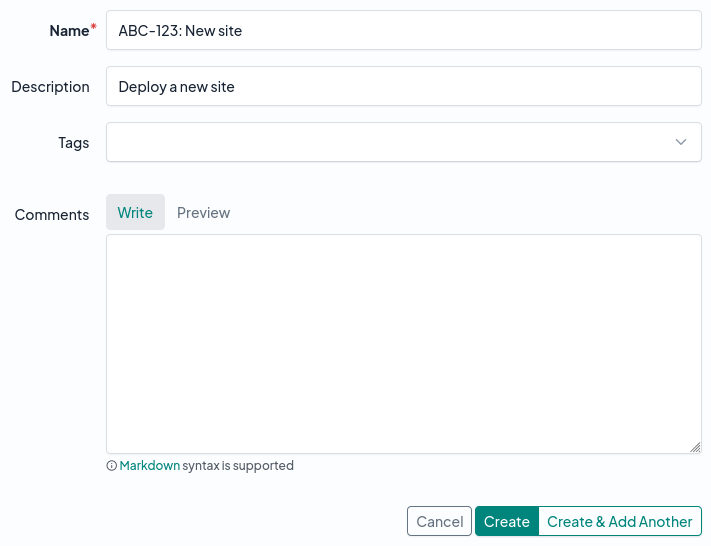 Name*
ABC-123: New site
Description
Deploy a new site
Tags
Comments
Write Preview
Markdown syntax is supported
Cancel Create Create & Add Another